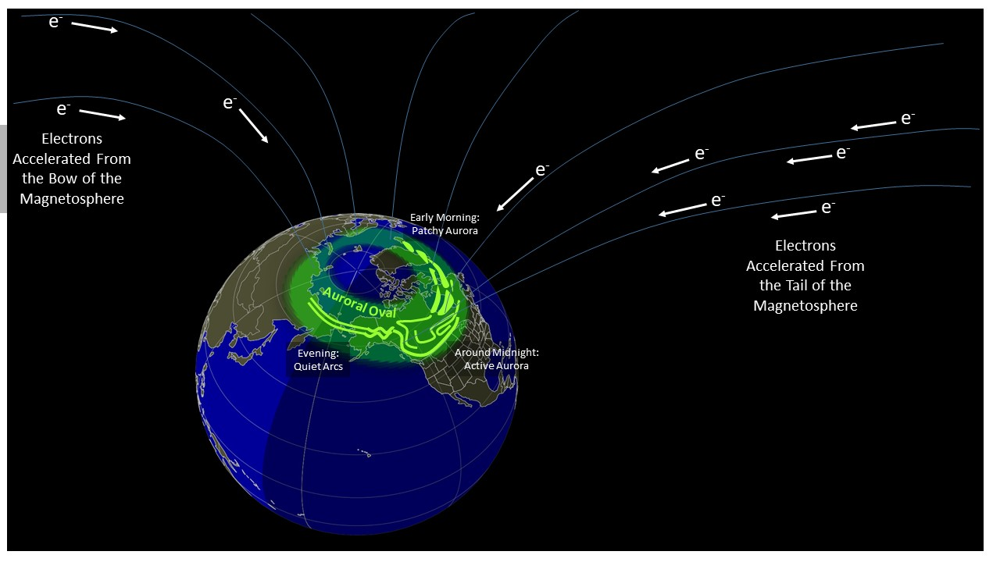 e-
e-
e-
Electrons
Accelerated From
the Bow of the
Magnetosphere
e-
e-
e-
e-
e-
e-
Electrons
Accelerated From
the Tail of the
Magnetosphere
Early Morning:
Patchy Aurora
Auroral Oval
Evening:
Quiet Arcs
Around Midnight:
Active Aurora